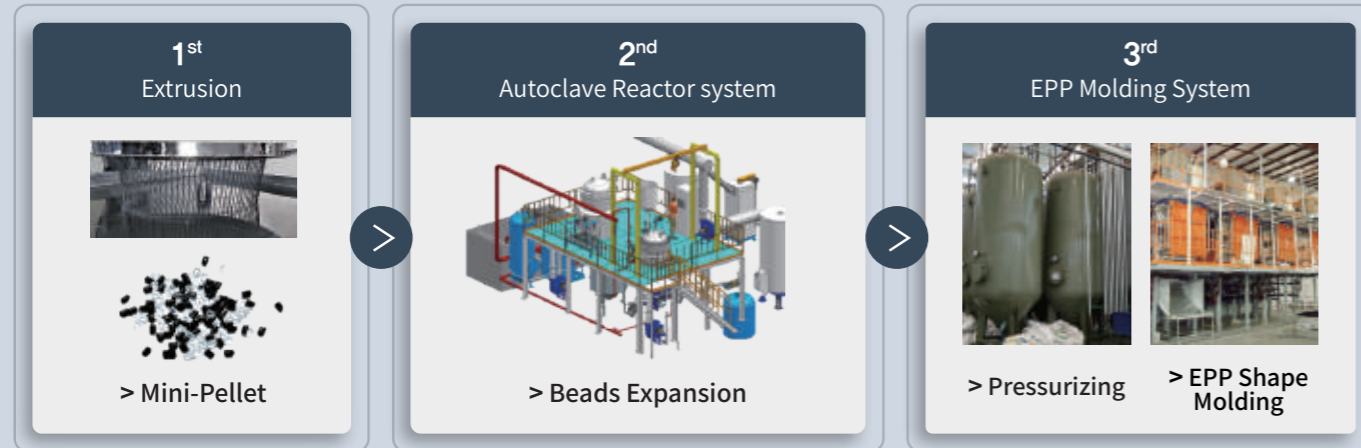 1st
Extrusion
> Mini-Pellet
>
2nd
Autoclave Reactor system
> Beads Expansion
>
3rd
EPP Molding System
> Pressurizing
> EPP Shape
Molding